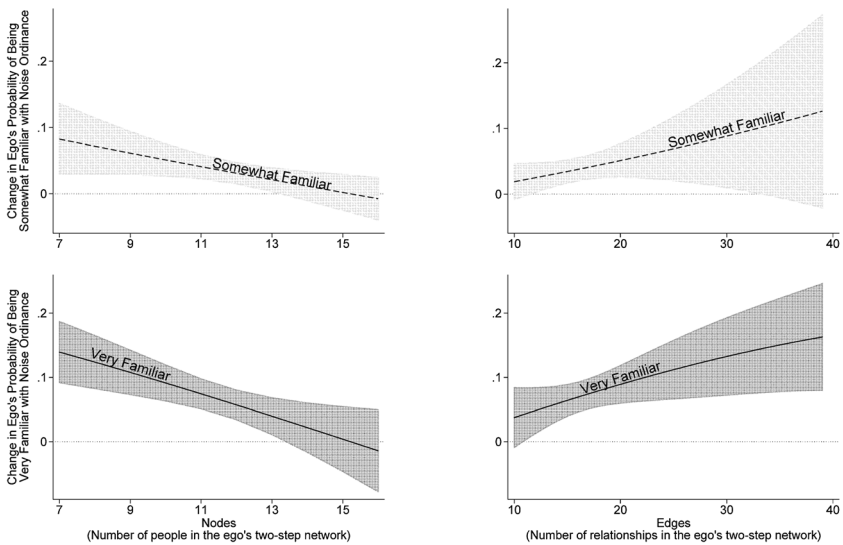 Change in Ego's Probability of Being
Somewhat Familiar with Noise Ordinance
.2
.1
0
7
9
11
13
15
Somewhat Familiar
.2
.1
0
10
20
30
40
Somewhat Familiar
Change in Ego's Probability of Being
Very Familiar with Noise Ordinance
.2
.1
0
7
9
11
13
15
Very Familiar
Nodes
(Number of people in the ego's two-step network)
.2
.1
0
10
20
30
40
Very Familiar
Edges
(Number of relationships in the ego's two-step network)